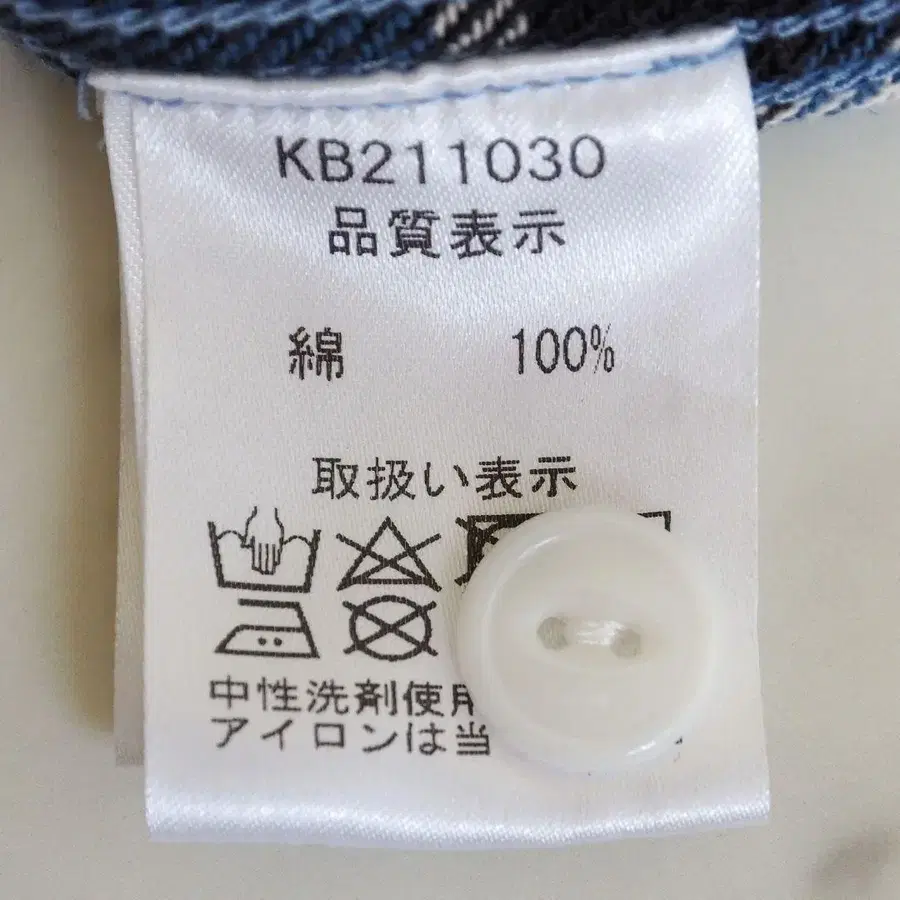 KB211030
品質表示
綿 100%
取扱い表示
中性洗剤使用
アイロンは当